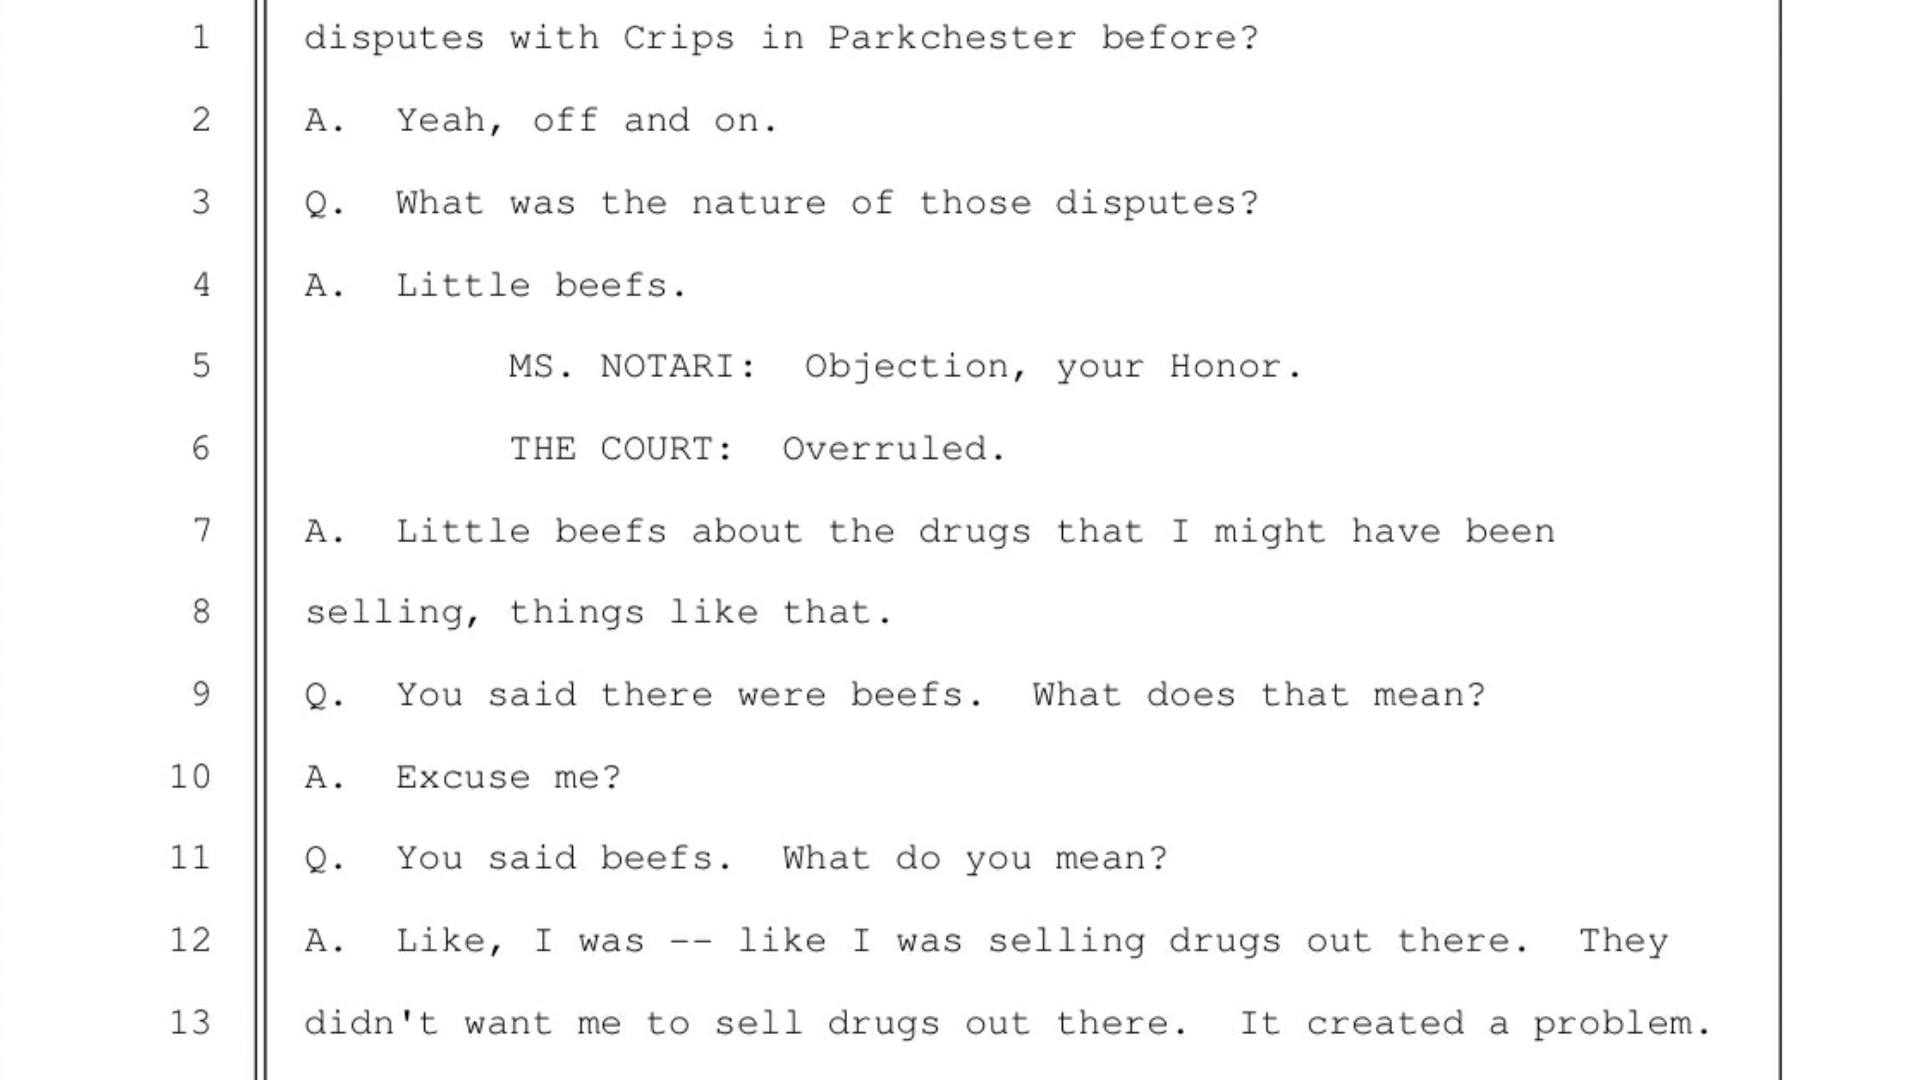 1 disputes with Crips in Parkchester before?
2 A. Yeah, off and on.
3 Q. What was the nature of those disputes?
4 A. Little beefs.
5 MS. NOTARI: Objection, your Honor.
6 THE COURT: Overruled.
7 A. Little beefs about the drugs that I might have been
8 selling, things like that.
9 Q. You said there were beefs. What does that mean?
10 A. Excuse me?
11 Q. You said beefs. What do you mean?
12 A. Like, I was -- like I was selling drugs out there. They
13 didn't want me to sell drugs out there. It created a problem.